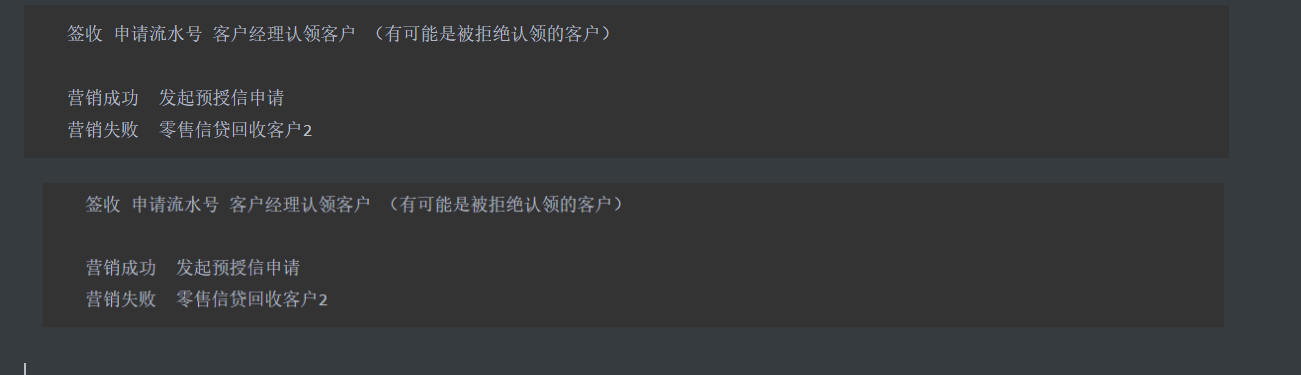 签收 申请流水号 客户经理认领客户 （有可能是被拒绝认领的客户）
营销成功 发起预授信申请
营销失败 零售信贷回收客户2
签收 申请流水号 客户经理认领客户 （有可能是被拒绝认领的客户）
营销成功 发起预授信申请
营销失败 零售信贷回收客户2